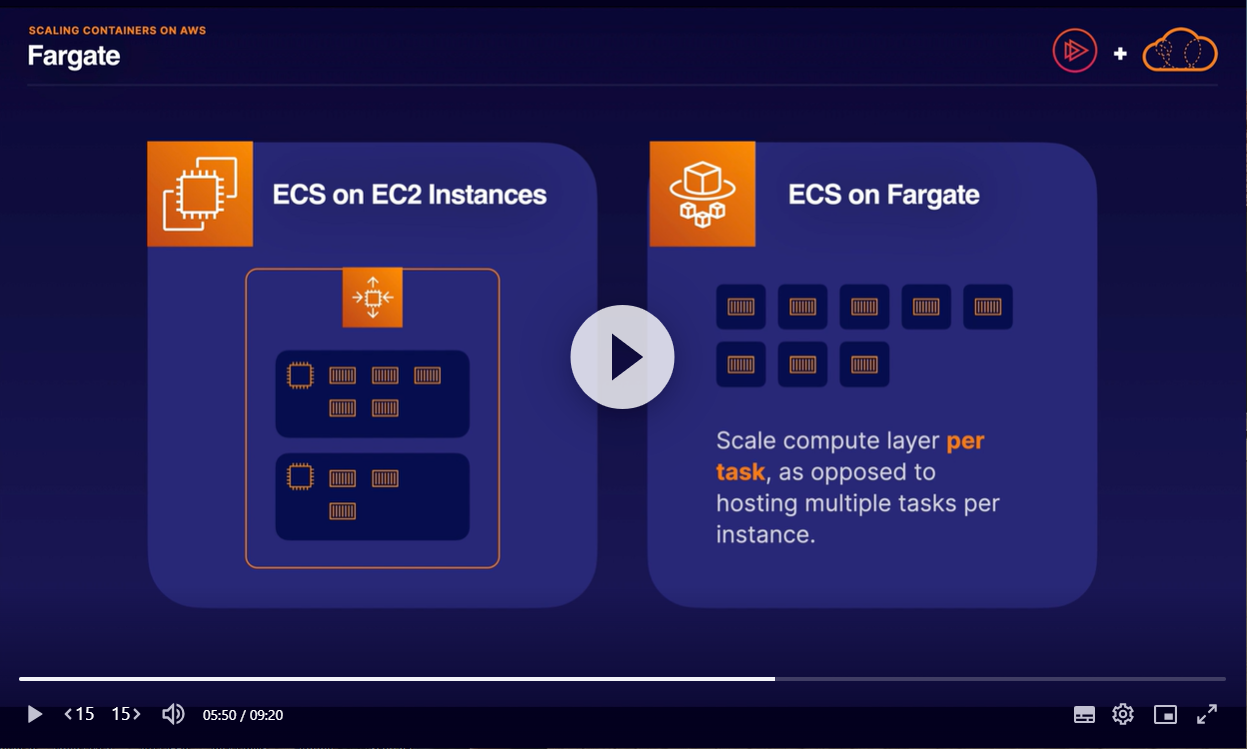 SCALING CONTAINERS ON AWS
Fargate
ECS on EC2 Instances
ECS on Fargate
Scale compute layer per
task, as opposed to
hosting multiple tasks per
instance.
15 15 05:50 / 09:20